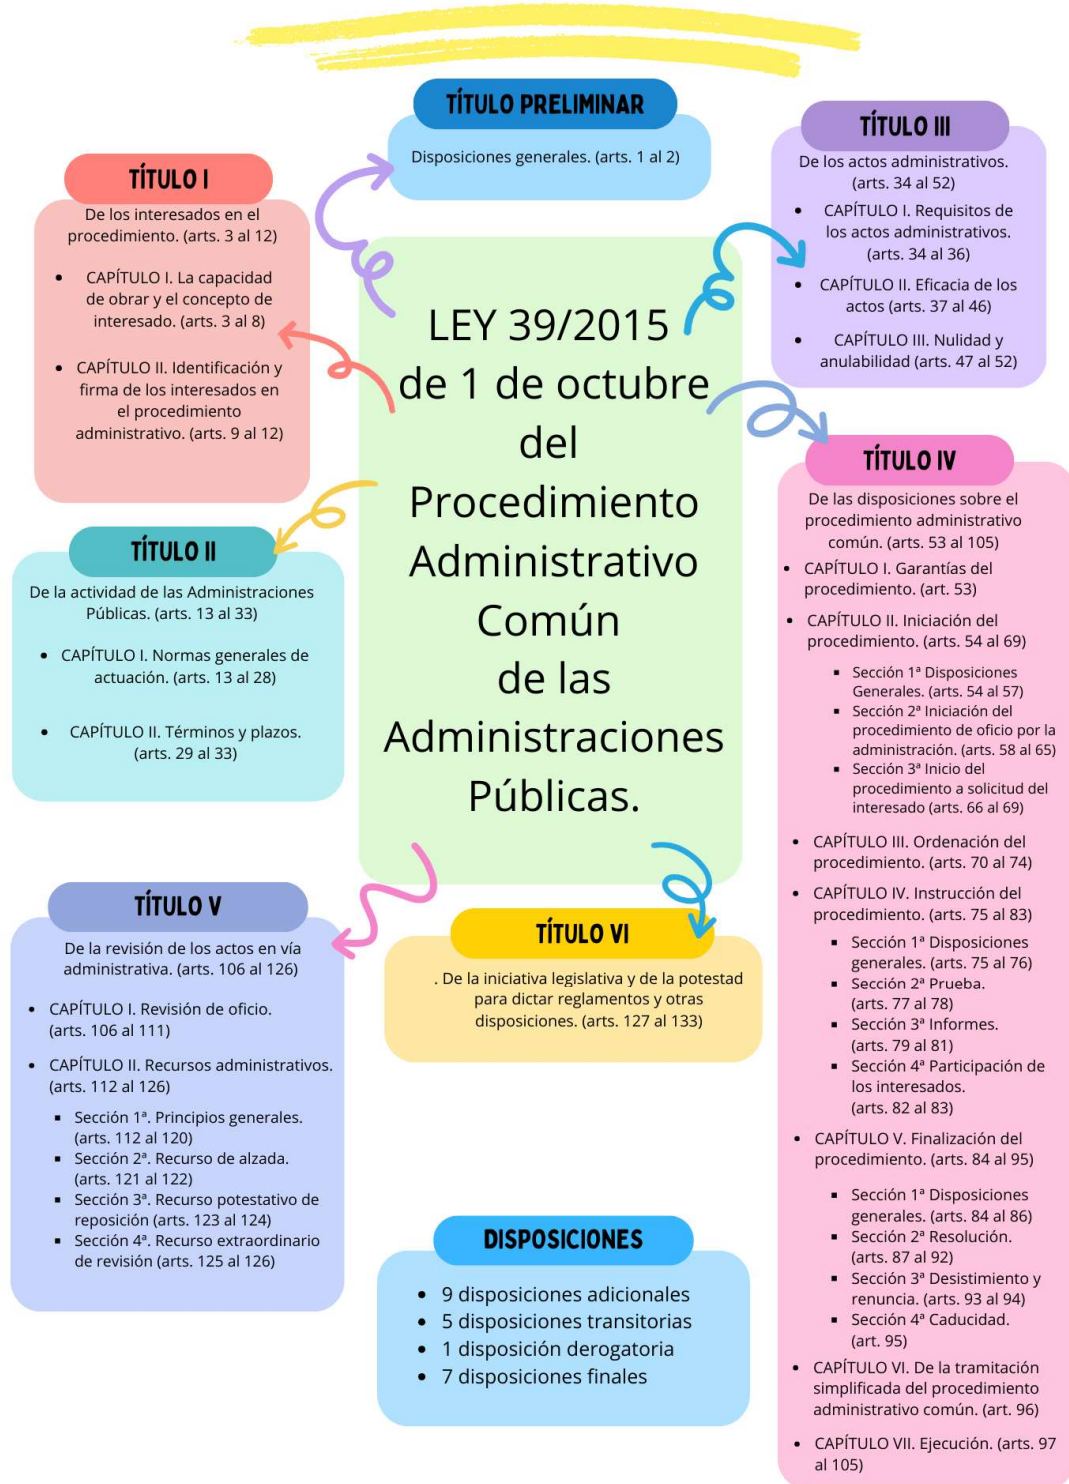 TÍTULO PRELIMINAR
Disposiciones generales. (arts. 1 al 2)
TÍTULO I
De los interesados en el
procedimiento. (arts. 3 al 12)
• CAPÍTULO I. La capacidad
de obrar y el concepto de
interesado. (arts. 3 al 8)
• CAPÍTULO II. Identificación y
firma de los interesados en
el procedimiento
administrativo. (arts. 9 al 12)
TÍTULO II
De la actividad de las Administraciones
Públicas. (arts. 13 al 33)
• CAPÍTULO I. Normas generales de
actuación. (arts. 13 al 28)
• CAPÍTULO II. Términos y plazos.
(arts. 29 al 33)
LEY 39/2015
de 1 de octubre
del
Procedimiento
Administrativo
Común
de las
Administraciones
Públicas.
TÍTULO III
De los actos administrativos.
(arts. 34 al 52)
• CAPÍTULO I. Requisitos de
los actos administrativos.
(arts. 34 al 36)
• CAPÍTULO II. Eficacia de los
actos (arts. 37 al 46)
• CAPÍTULO III. Nulidad y
anulabilidad (arts. 47 al 52)
TÍTULO IV
De las disposiciones sobre el
procedimiento administrativo
común. (arts. 53 al 105)
• CAPÍTULO I. Garantías del
procedimiento. (art. 53)
• CAPÍTULO II. Iniciación del
procedimiento. (arts. 54 al 69)
▪ Sección 1ª Disposiciones
Generales. (arts. 54 al 57)
▪ Sección 2ª Iniciación del
procedimiento de oficio por la
administración. (arts. 58 al 65)
▪ Sección 3ª Inicio del
procedimiento a solicitud del
interesado (arts. 66 al 69)
• CAPÍTULO III. Ordenación del
procedimiento. (arts. 70 al 74)
• CAPÍTULO IV. Instrucción del
procedimiento. (arts. 75 al 83)
▪ Sección 1ª Disposiciones
generales. (arts. 75 al 76)
▪ Sección 2ª Prueba.
(arts. 77 al 78)
▪ Sección 3ª Informes.
(arts. 79 al 81)
▪ Sección 4ª Participación de
los interesados.
(arts. 82 al 83)
• CAPÍTULO V. Finalización del
procedimiento. (arts. 84 al 95)
▪ Sección 1ª Disposiciones
generales. (arts. 84 al 86)
▪ Sección 2ª Resolución.
(arts. 87 al 92)
▪ Sección 3ª Desistimiento y
renuncia. (arts. 93 al 94)
▪ Sección 4ª Caducidad.
(art. 95)
• CAPÍTULO VI. De la tramitación
simplificada del procedimiento
administrativo común. (art. 96)
• CAPÍTULO VII. Ejecución. (arts. 97
al 105)
TÍTULO V
De la revisión de los actos en vía
administrativa. (arts. 106 al 126)
• CAPÍTULO I. Revisión de oficio.
(arts. 106 al 111)
• CAPÍTULO II. Recursos administrativos.
(arts. 112 al 126)
▪ Sección 1ª. Principios generales.
(arts. 112 al 120)
▪ Sección 2ª. Recurso de alzada.
(arts. 121 al 122)
▪ Sección 3ª. Recurso potestativo de
reposición (arts. 123 al 124)
▪ Sección 4ª. Recurso extraordinario
de revisión (arts. 125 al 126)
TÍTULO VI
. De la iniciativa legislativa y de la potestad
para dictar reglamentos y otras
disposiciones. (arts. 127 al 133)
DISPOSICIONES
• 9 disposiciones adicionales
• 5 disposiciones transitorias
• 1 disposición derogatoria
• 7 disposiciones finales